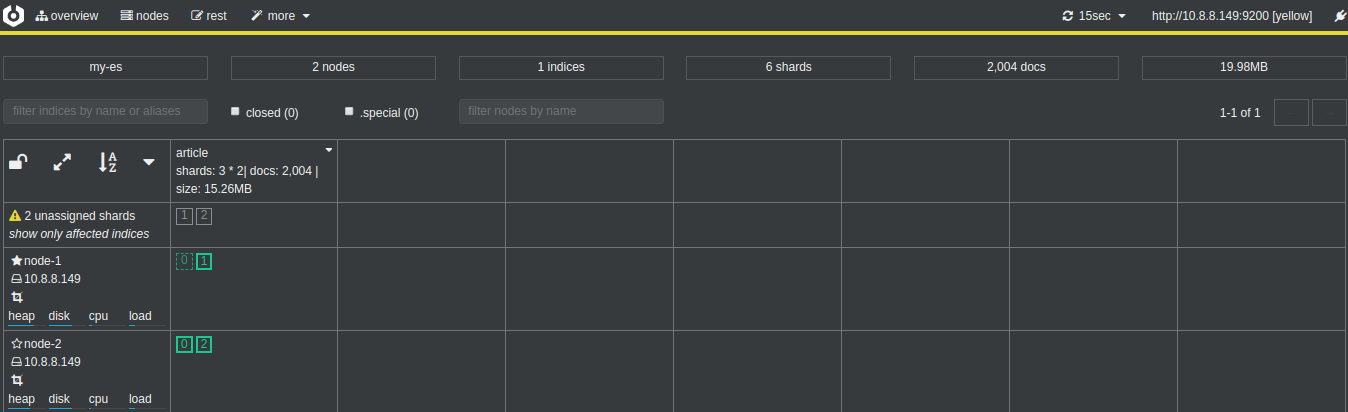 overview nodes rest more 15sec http://10.8.8.149:9200 [yellow]
my-es 2 nodes 1 indices 6 shards 2,004 docs 19.98MB
filter indices by name or aliases closed (0) .special (0) filter nodes by name 1-1 of 1
A
Z
article
shards: 3 * 2| docs: 2,004 |
size: 15.26MB
2 unassigned shards 1 2
show only affected indices
node-1 0 1
10.8.8.149
heap disk cpu load
node-2 0 2
10.8.8.149
heap disk cpu load